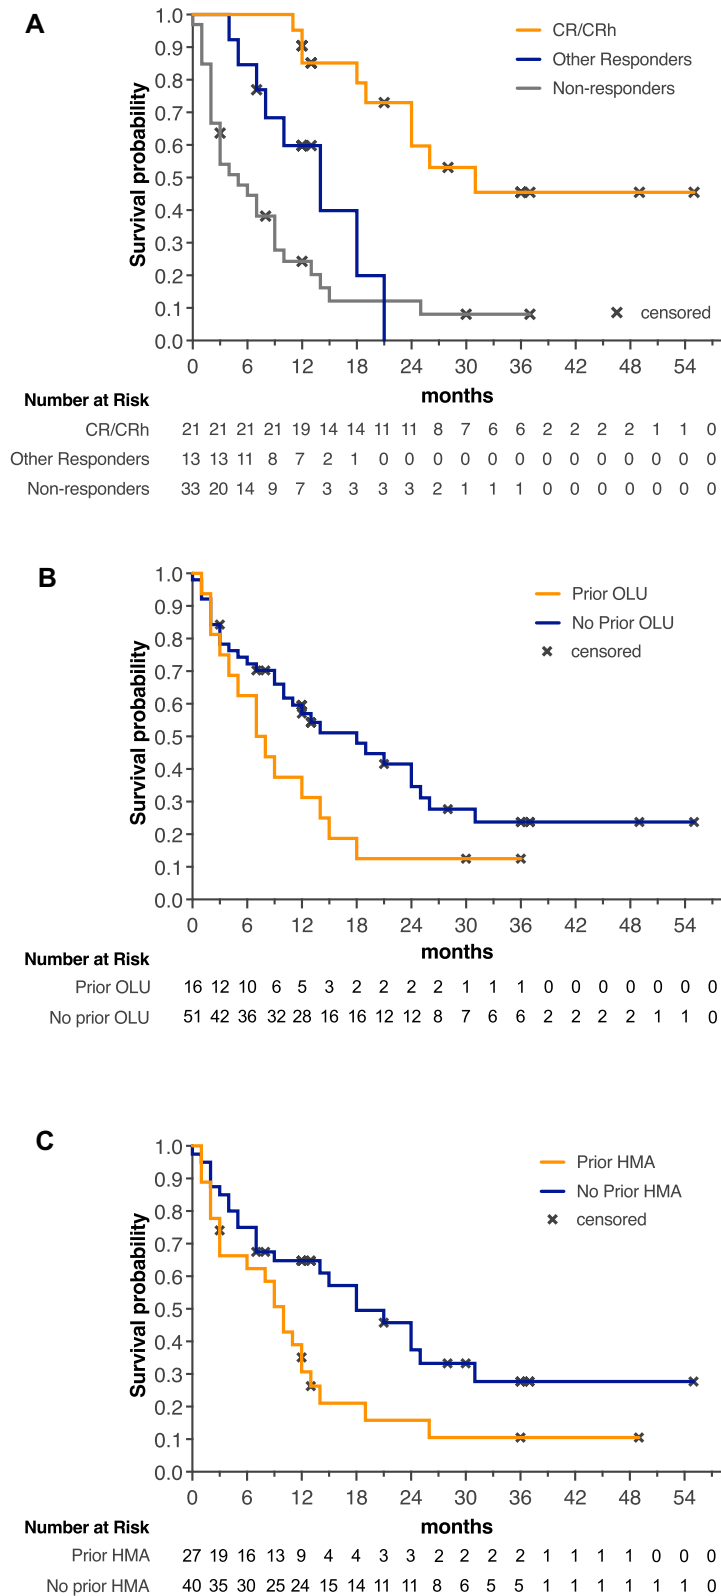 A
CR/CRh
Other Responders
Non-responders
Survival probability
1.0
0.9
0.8
0.7
0.6
0.5
0.4
0.3
0.2
0.1
0.0
censored
0 6 12 18 24 30 36 42 48 54
months
Number at Risk
CR/CRh 21 21 21 21 19 14 14 11 11 8 7 6 6 2 2 2 2 1 1 0
Other Responders 13 13 11 8 7 2 1 0 0 0 0 0 0 0 0 0 0 0 0 0
Non-responders 33 20 14 9 7 3 3 3 3 2 1 1 1 0 0 0 0 0 0 0
B
Prior OLU
No Prior OLU
censored
Survival probability
1.0
0.9
0.8
0.7
0.6
0.5
0.4
0.3
0.2
0.1
0.0
0 6 12 18 24 30 36 42 48 54
months
Number at Risk
Prior OLU 16 12 10 6 5 3 2 2 2 2 1 1 1 0 0 0 0 0 0 0
No prior OLU 51 42 36 32 28 16 16 12 12 8 7 6 6 2 2 2 2 1 1 0
C
Prior HMA
No Prior HMA
censored
Survival probability
1.0
0.9
0.8
0.7
0.6
0.5
0.4
0.3
0.2
0.1
0.0
0 6 12 18 24 30 36 42 48 54
months
Number at Risk
Prior HMA 27 19 16 13 9 4 4 3 3 2 2 2 2 1 1 1 1 0 0 0
No prior HMA 40 35 30 25 24 15 14 11 11 8 6 5 5 1 1 1 1 1 1 0